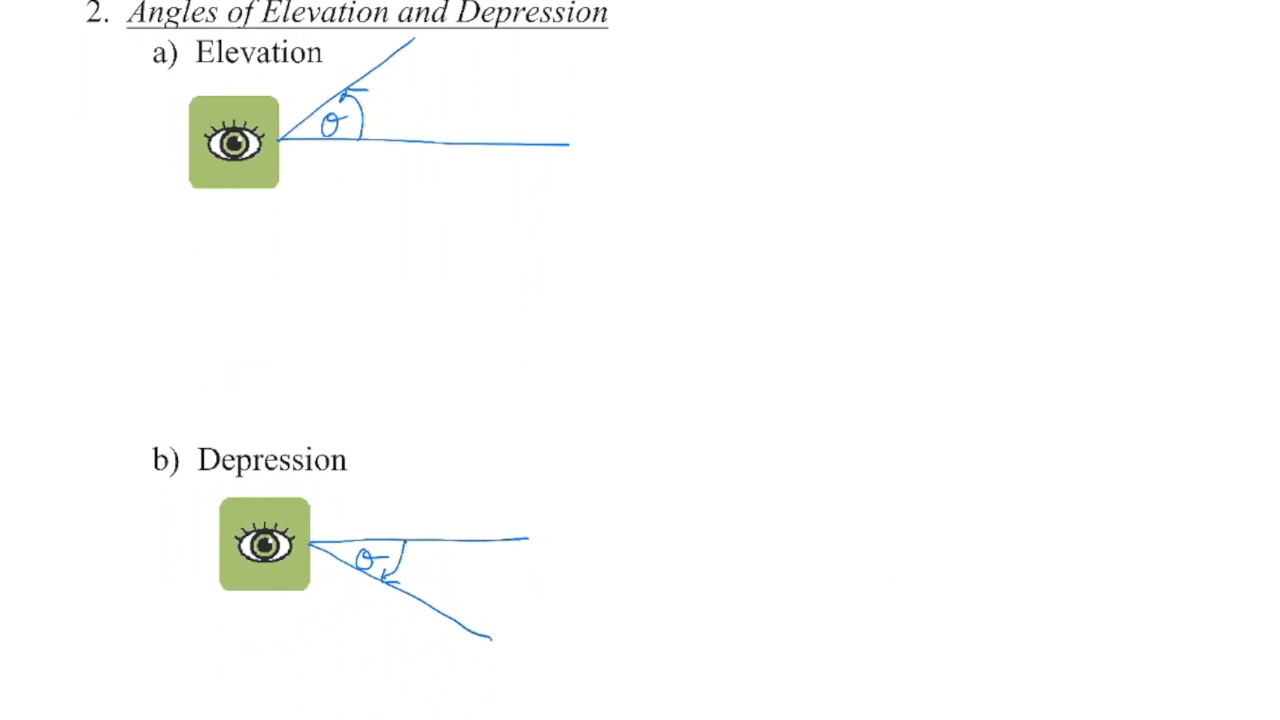 2. Angles of Elevation and Depression
a) Elevation
θ
b) Depression
θ